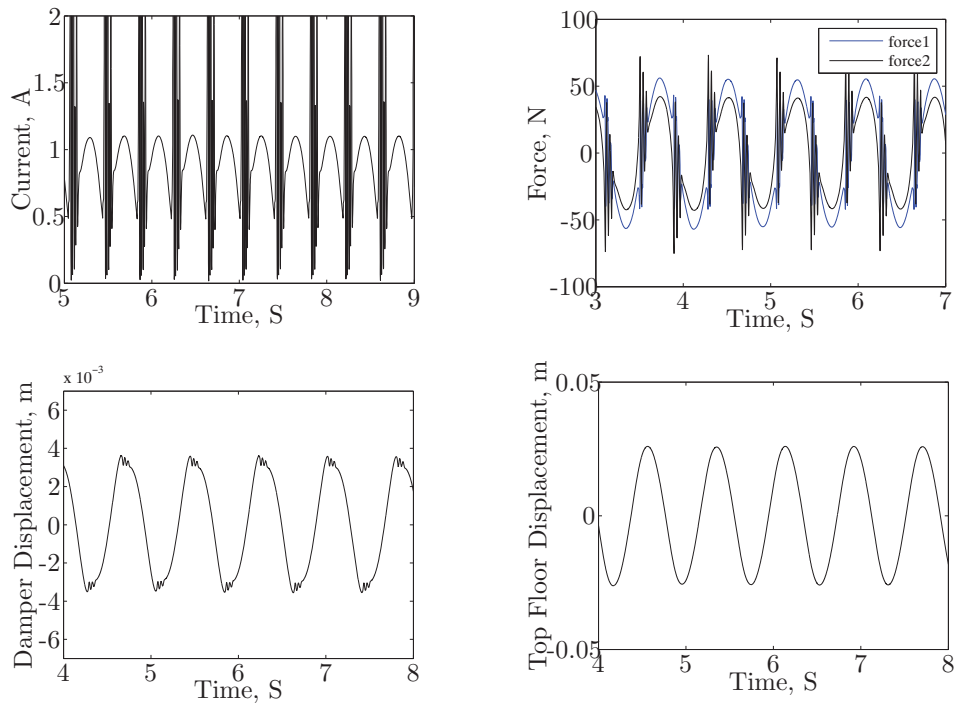 2
1.5
1
0.5
0
5 6 7 8 9
Current, A
Time, S
100
50
0
-50
-100
3 4 5 6 7
Force, N
Time, S
force1
force2
x 10⁻³
6
4
2
0
-2
-4
-6
4 5 6 7 8
Damper Displacement, m
Time, S
0.05
0
-0.05
4 5 6 7 8
Top Floor Displacement, m
Time, S